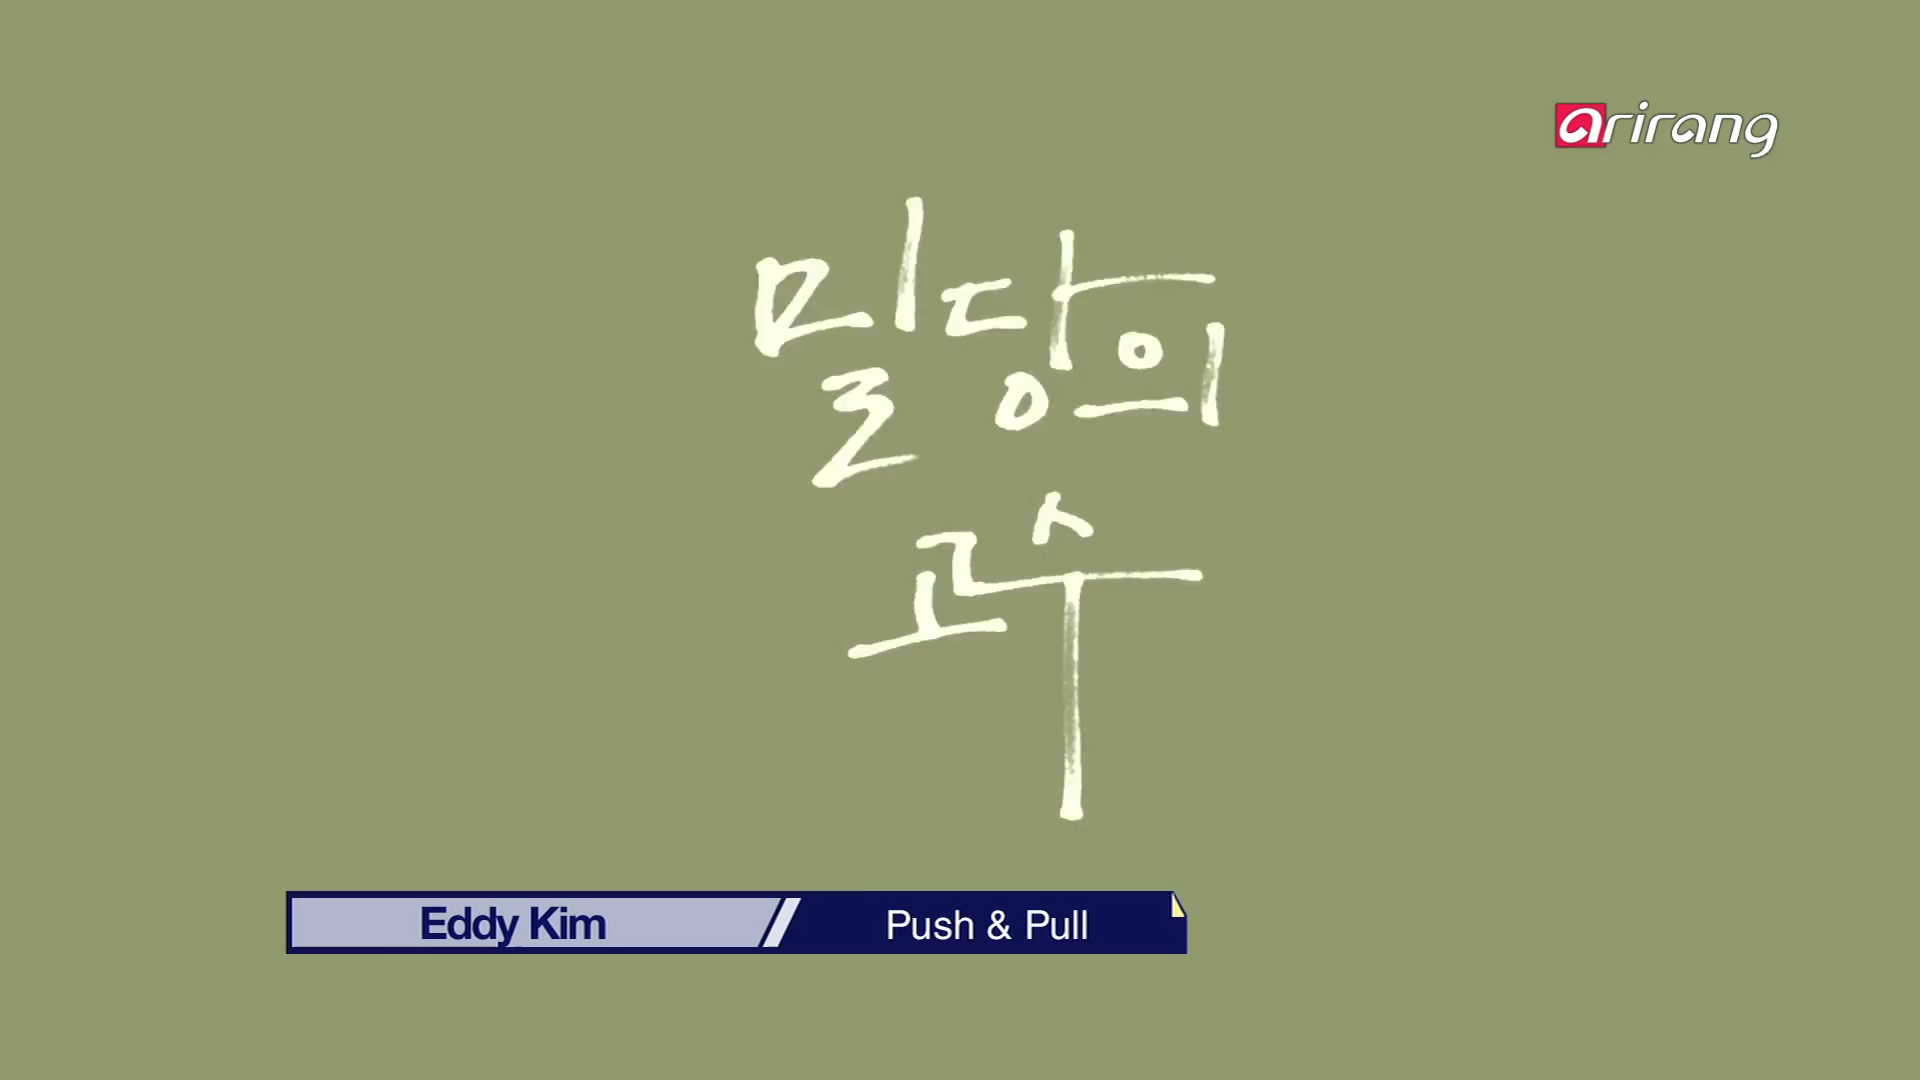 arirang
밀당의
고수
Eddy Kim
Push & Pull